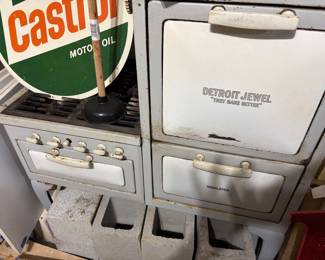 Castrol
MOTOR OIL
DETROIT JEWEL
"THEY BAKE BETTER"